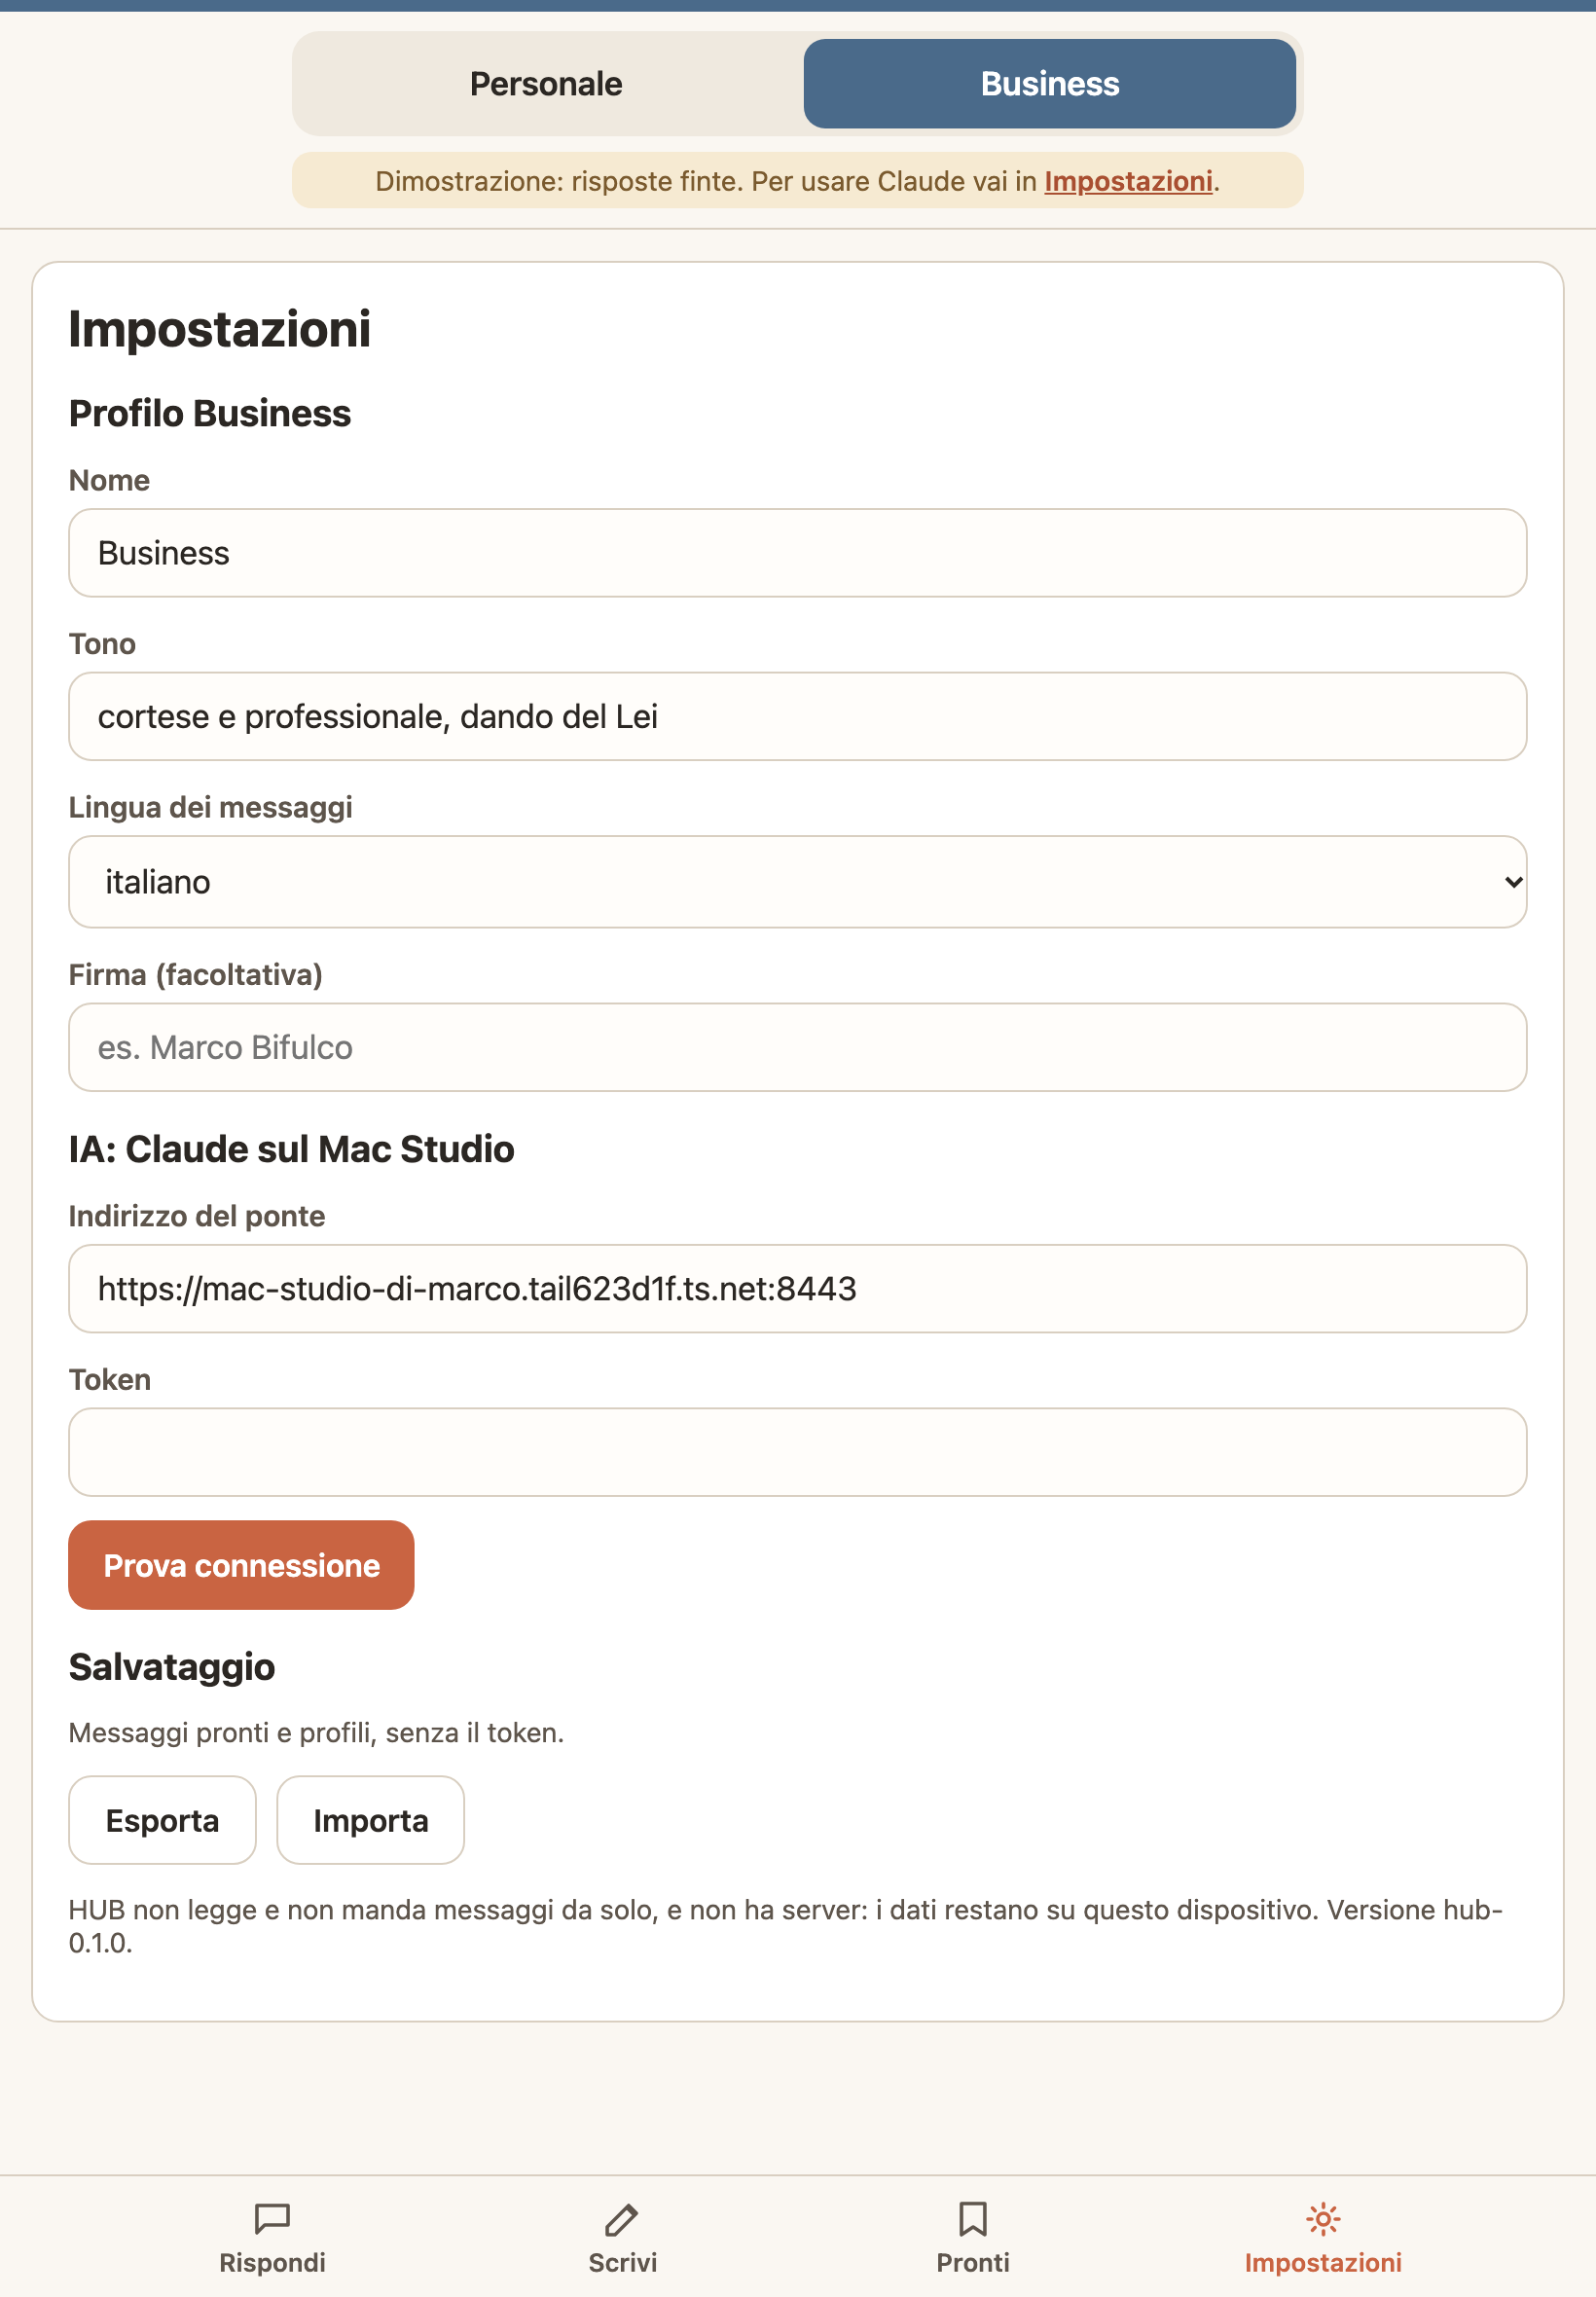 Personale
Business
Dimostrazione: risposte finte. Per usare Claude vai in Impostazioni.
Impostazioni
Profilo Business
Nome
Business
Tono
cortese e professionale, dando del Lei
Lingua dei messaggi
italiano
Firma (facoltativa)
es. Marco Bifulco
IA: Claude sul Mac Studio
Indirizzo del ponte
https://mac-studio-di-marco.tail623d1f.ts.net:8443
Token
Prova connessione
Salvataggio
Messaggi pronti e profili, senza il token.
Esporta
Importa
HUB non legge e non manda messaggi da solo, e non ha server: i dati restano su questo dispositivo. Versione hub-
0.1.0.
Rispondi
Scrivi
Pronti
Impostazioni